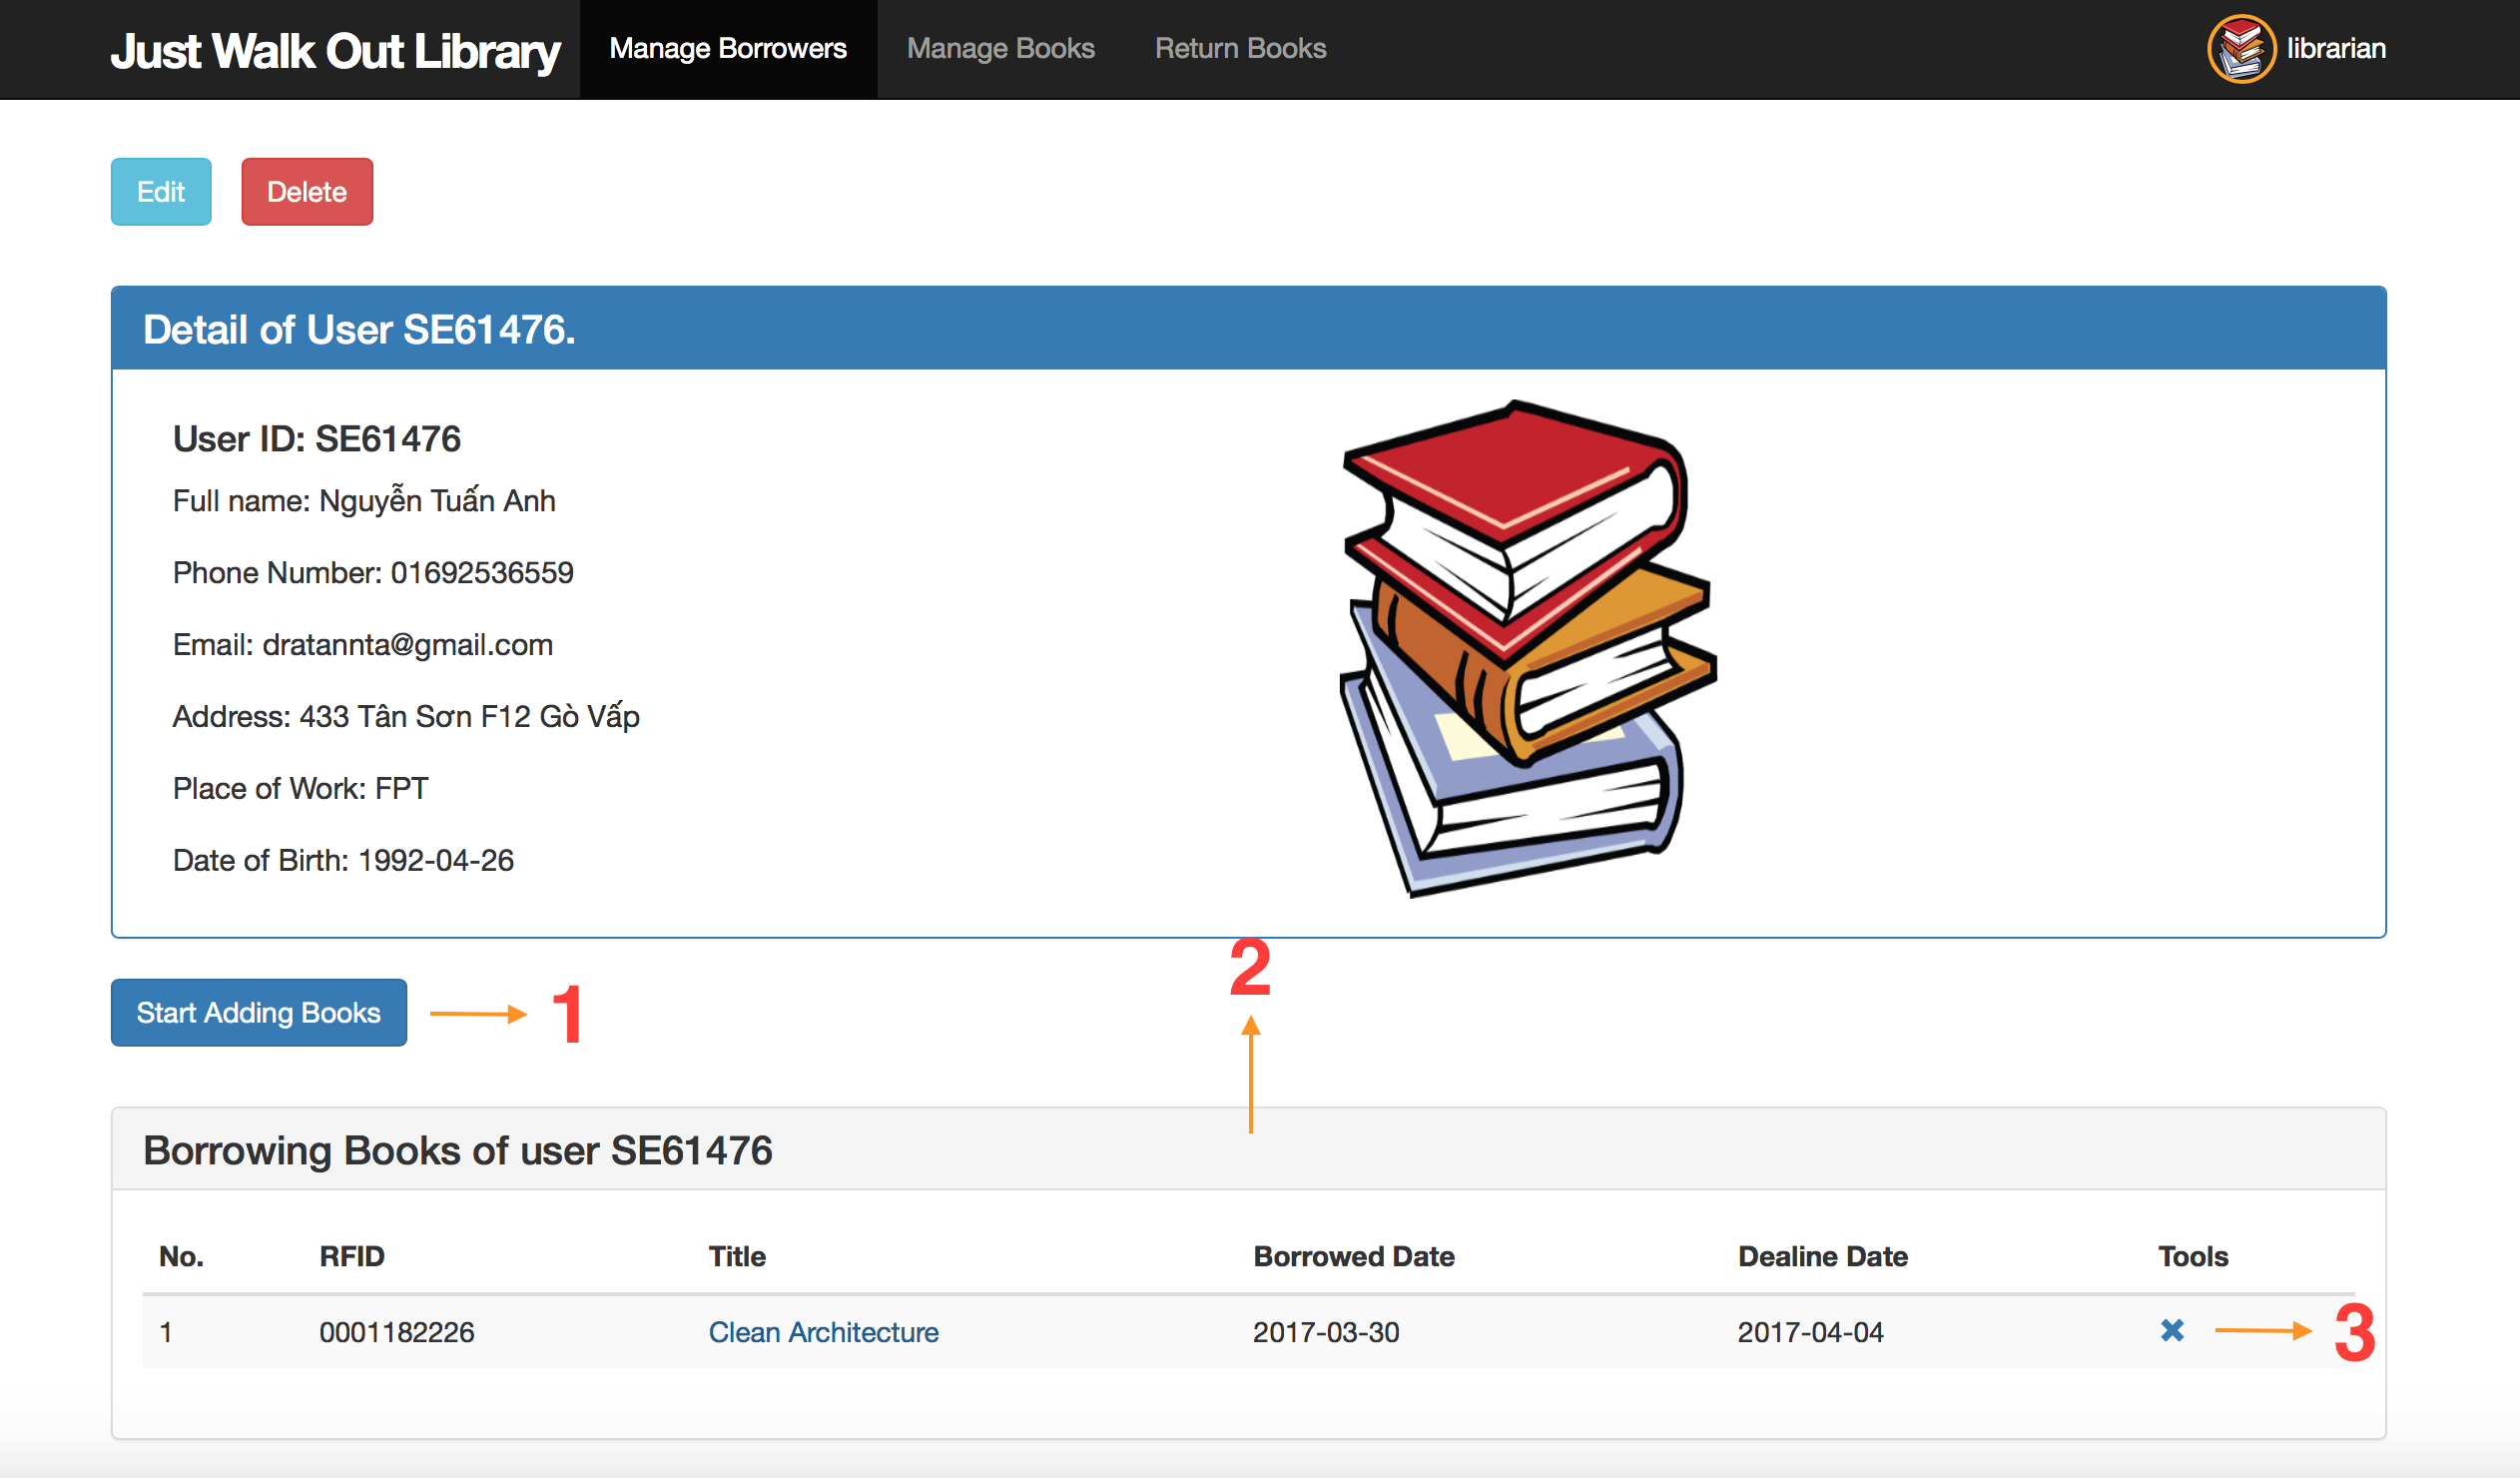 Just Walk Out Library Manage Borrowers Manage Books Return Books librarian
Edit Delete
Detail of User SE61476.
User ID: SE61476
Full name: Nguyễn Tuấn Anh
Phone Number: 01692536559
Email: dratannta@gmail.com
Address: 433 Tân Sơn F12 Gò Vấp
Place of Work: FPT
Date of Birth: 1992-04-26
2
Start Adding Books 1
Borrowing Books of user SE61476
No. RFID Title Borrowed Date Dealine Date Tools
1 0001182226 Clean Architecture 2017-03-30 2017-04-04 3